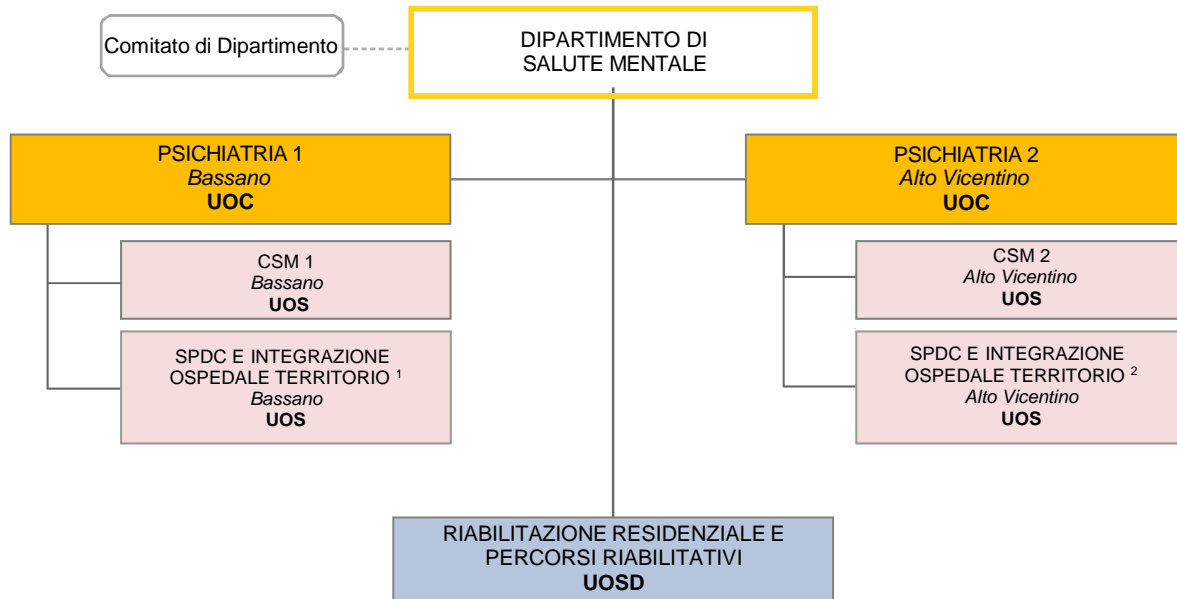 Comitato di Dipartimento
DIPARTIMENTO DI
SALUTE MENTALE
PSICHIATRIA 1
Bassano
UOC
PSICHIATRIA 2
Alto Vicentino
UOC
CSM 1
Bassano
UOS
CSM 2
Alto Vicentino
UOS
SPDC E INTEGRAZIONE
OSPEDALE TERRITORIO ¹
Bassano
UOS
SPDC E INTEGRAZIONE
OSPEDALE TERRITORIO ²
Alto Vicentino
UOS
RIABILITAZIONE RESIDENZIALE E
PERCORSI RIABILITATIVI
UOSD